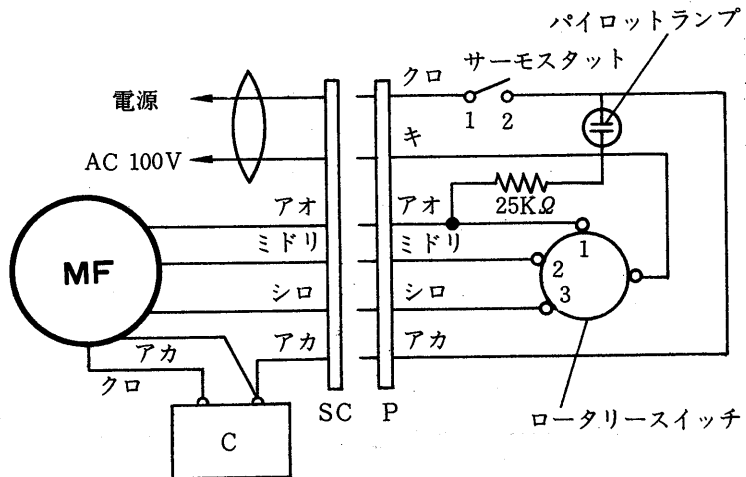 パイロットランプ
クロ
サーモスタット
電源
1
2
キ
AC 100V
アオ
アオ
25KΩ
ミドリ
ミドリ
1
MF
2
シロ
シロ
3
アカ
アカ
アカ
クロ
SC
P
ロータリースイッチ
C